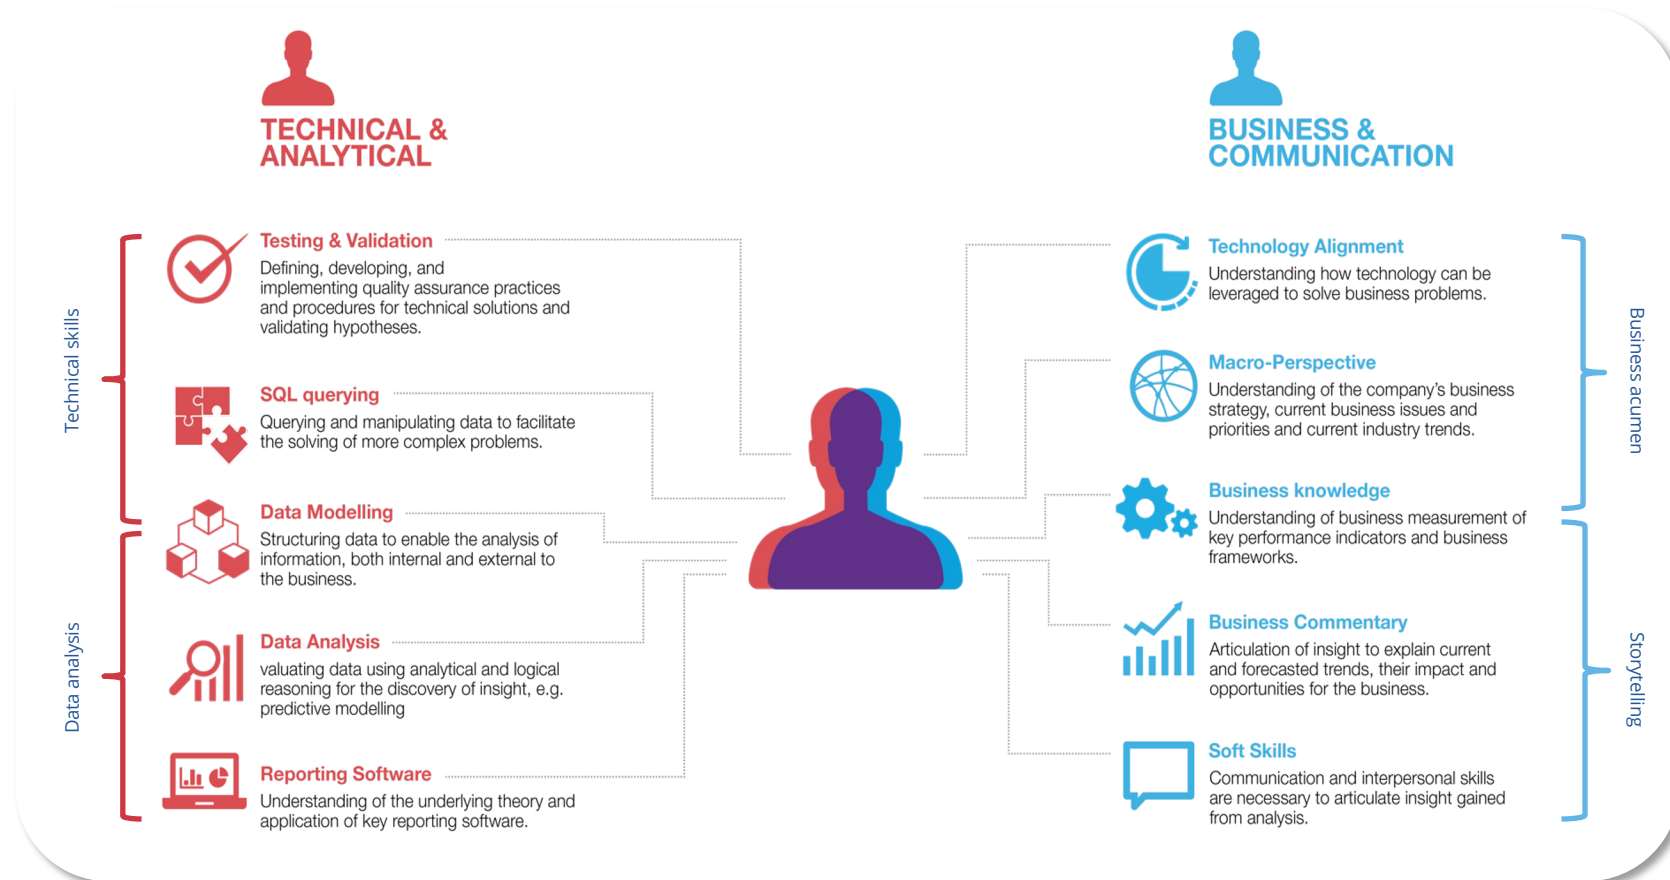 TECHNICAL &
ANALYTICAL
Technical skills
Testing & Validation
Defining, developing, and
implementing quality assurance practices
and procedures for technical solutions and
validating hypotheses.
SQL querying
Querying and manipulating data to facilitate
the solving of more complex problems.
Data Modelling
Structuring data to enable the analysis of
information, both internal and external to
the business.
Data analysis
Data Analysis
valuating data using analytical and logical
reasoning for the discovery of insight, e.g.
predictive modelling
Reporting Software
Understanding of the underlying theory and
application of key reporting software.
BUSINESS &
COMMUNICATION
Technology Alignment
Understanding how technology can be
leveraged to solve business problems.
Macro-Perspective
Understanding of the company's business
strategy, current business issues and
priorities and current industry trends.
Business knowledge
Understanding of business measurement of
key performance indicators and business
frameworks.
Business acumen
Business Commentary
Articulation of insight to explain current
and forecasted trends, their impact and
opportunities for the business.
Soft Skills
Communication and interpersonal skills
are necessary to articulate insight gained
from analysis.
Storytelling